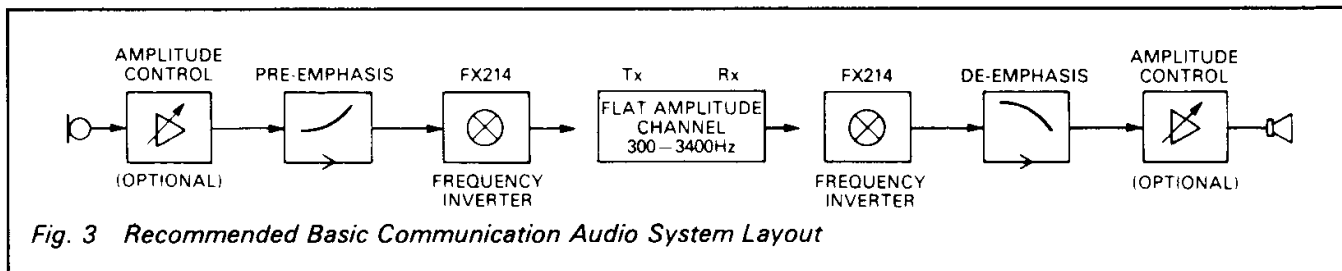 AMPLITUDE
CONTROL
(OPTIONAL)
PRE-EMPHASIS
FX214
FREQUENCY
INVERTER
Tx Rx
FLAT AMPLITUDE
CHANNEL
300–3400Hz
FX214
FREQUENCY
INVERTER
DE-EMPHASIS
AMPLITUDE
CONTROL
(OPTIONAL)
Fig. 3 Recommended Basic Communication Audio System Layout